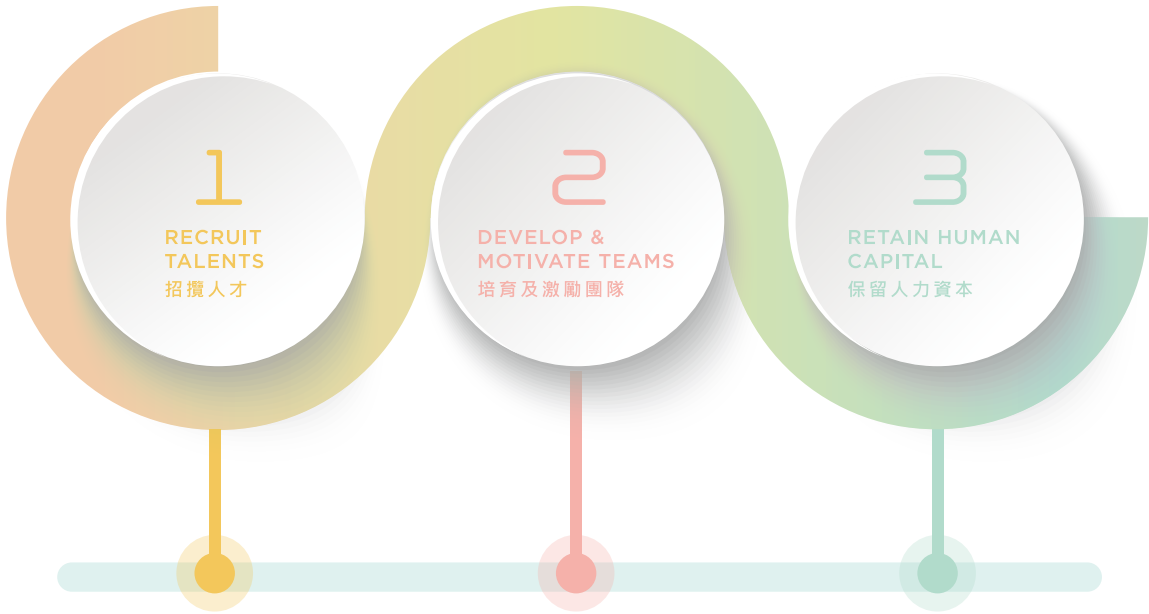 1
RECRUIT
TALENTS
招攬人才
2
DEVELOP &
MOTIVATE TEAMS
培育及激勵團隊
3
RETAIN HUMAN
CAPITAL
保留人力資本